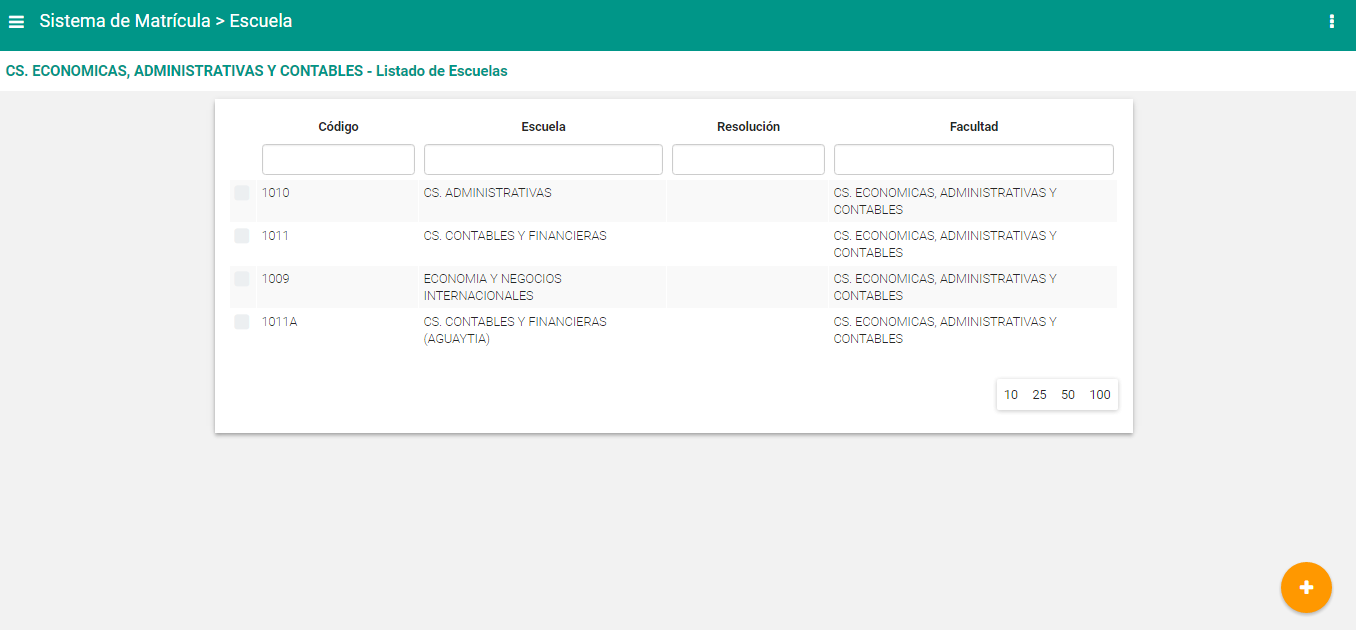 Sistema de Matrícula > Escuela
CS. ECONOMICAS, ADMINISTRATIVAS Y CONTABLES - Listado de Escuelas
Código Escuela Resolución Facultad
1010 CS. ADMINISTRATIVAS CS. ECONOMICAS, ADMINISTRATIVAS Y
CONTABLES
1011 CS. CONTABLES Y FINANCIERAS CS. ECONOMICAS, ADMINISTRATIVAS Y
CONTABLES
1009 ECONOMIA Y NEGOCIOS CS. ECONOMICAS, ADMINISTRATIVAS Y
INTERNACIONALES CONTABLES
1011A CS. CONTABLES Y FINANCIERAS CS. ECONOMICAS, ADMINISTRATIVAS Y
(AGUAYTIA) CONTABLES
10 25 50 100